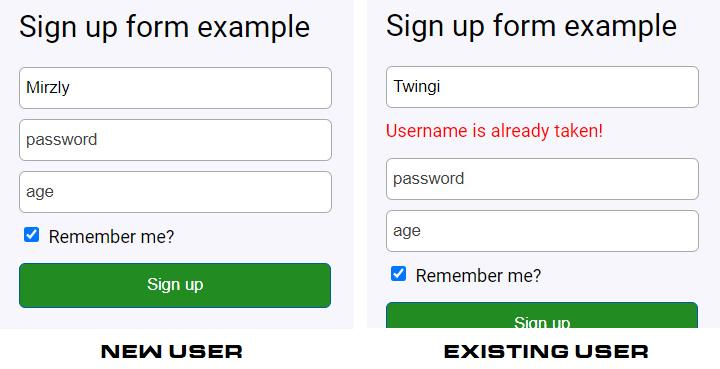 Sign up form example
Mirzly
password
age
Remember me?
Sign up
NEW USER
Sign up form example
Twingi
Username is already taken!
password
age
Remember me?
Sign up
EXISTING USER